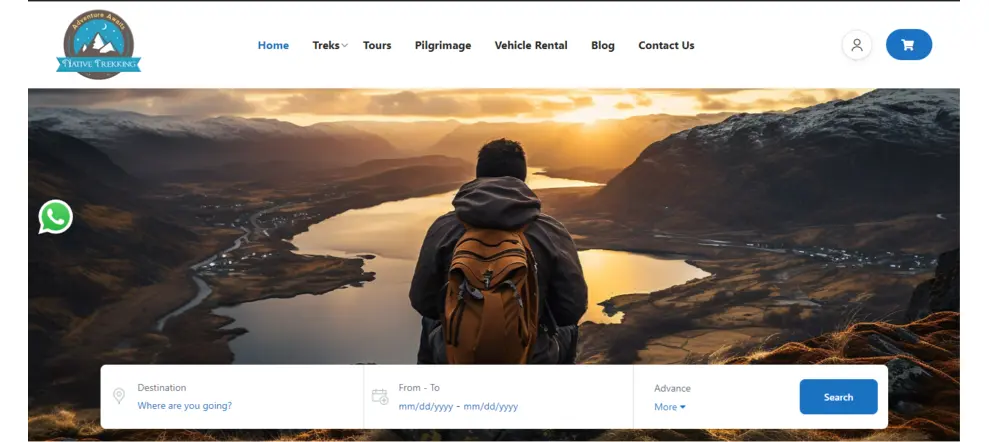 Adventure Awaits
Native Trekking
Home Treks Tours Pilgrimage Vehicle Rental Blog Contact Us
Destination
Where are you going?
From - To
mm/dd/yyyy - mm/dd/yyyy
Advance
More
Search